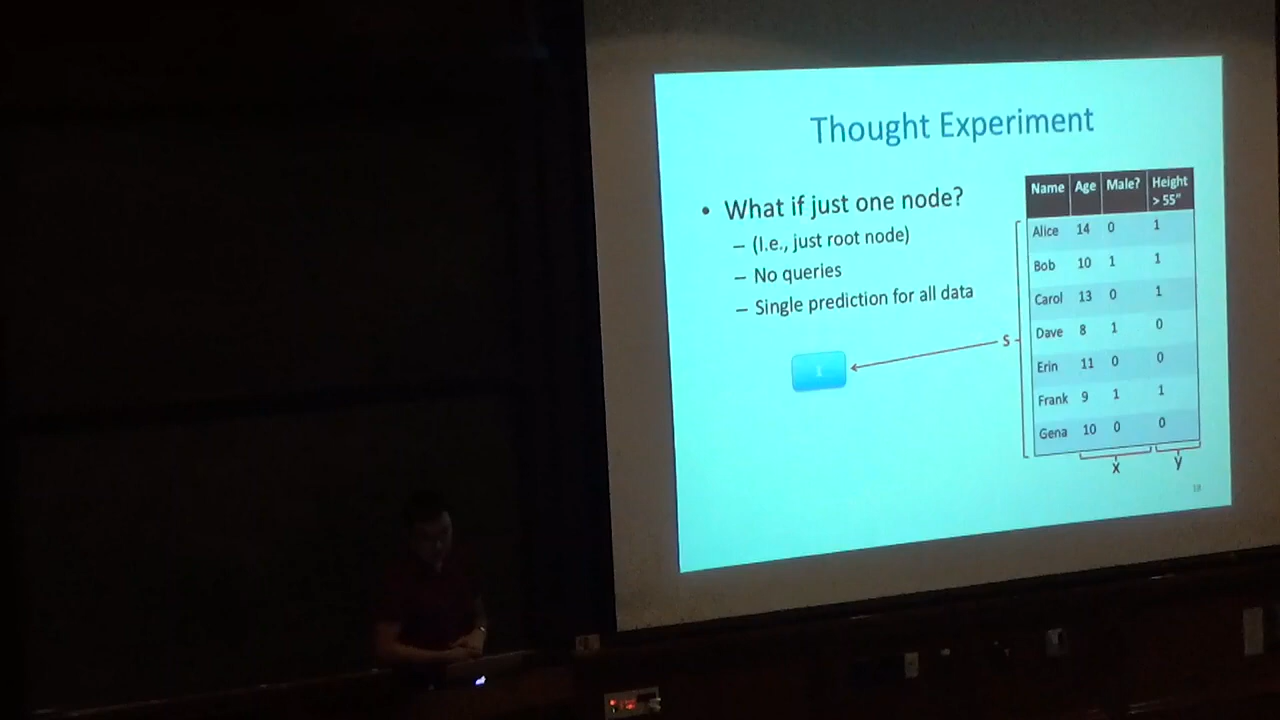 Thought Experiment
• What if just one node?
– (I.e., just root node)
– No queries
– Single prediction for all data
1
S
Name Age Male? Height > 55"
Alice 14 0 1
Bob 10 1 1
Carol 13 0 1
Dave 8 1 0
Erin 11 0 0
Frank 9 1 1
Gena 10 0 0
x y
18